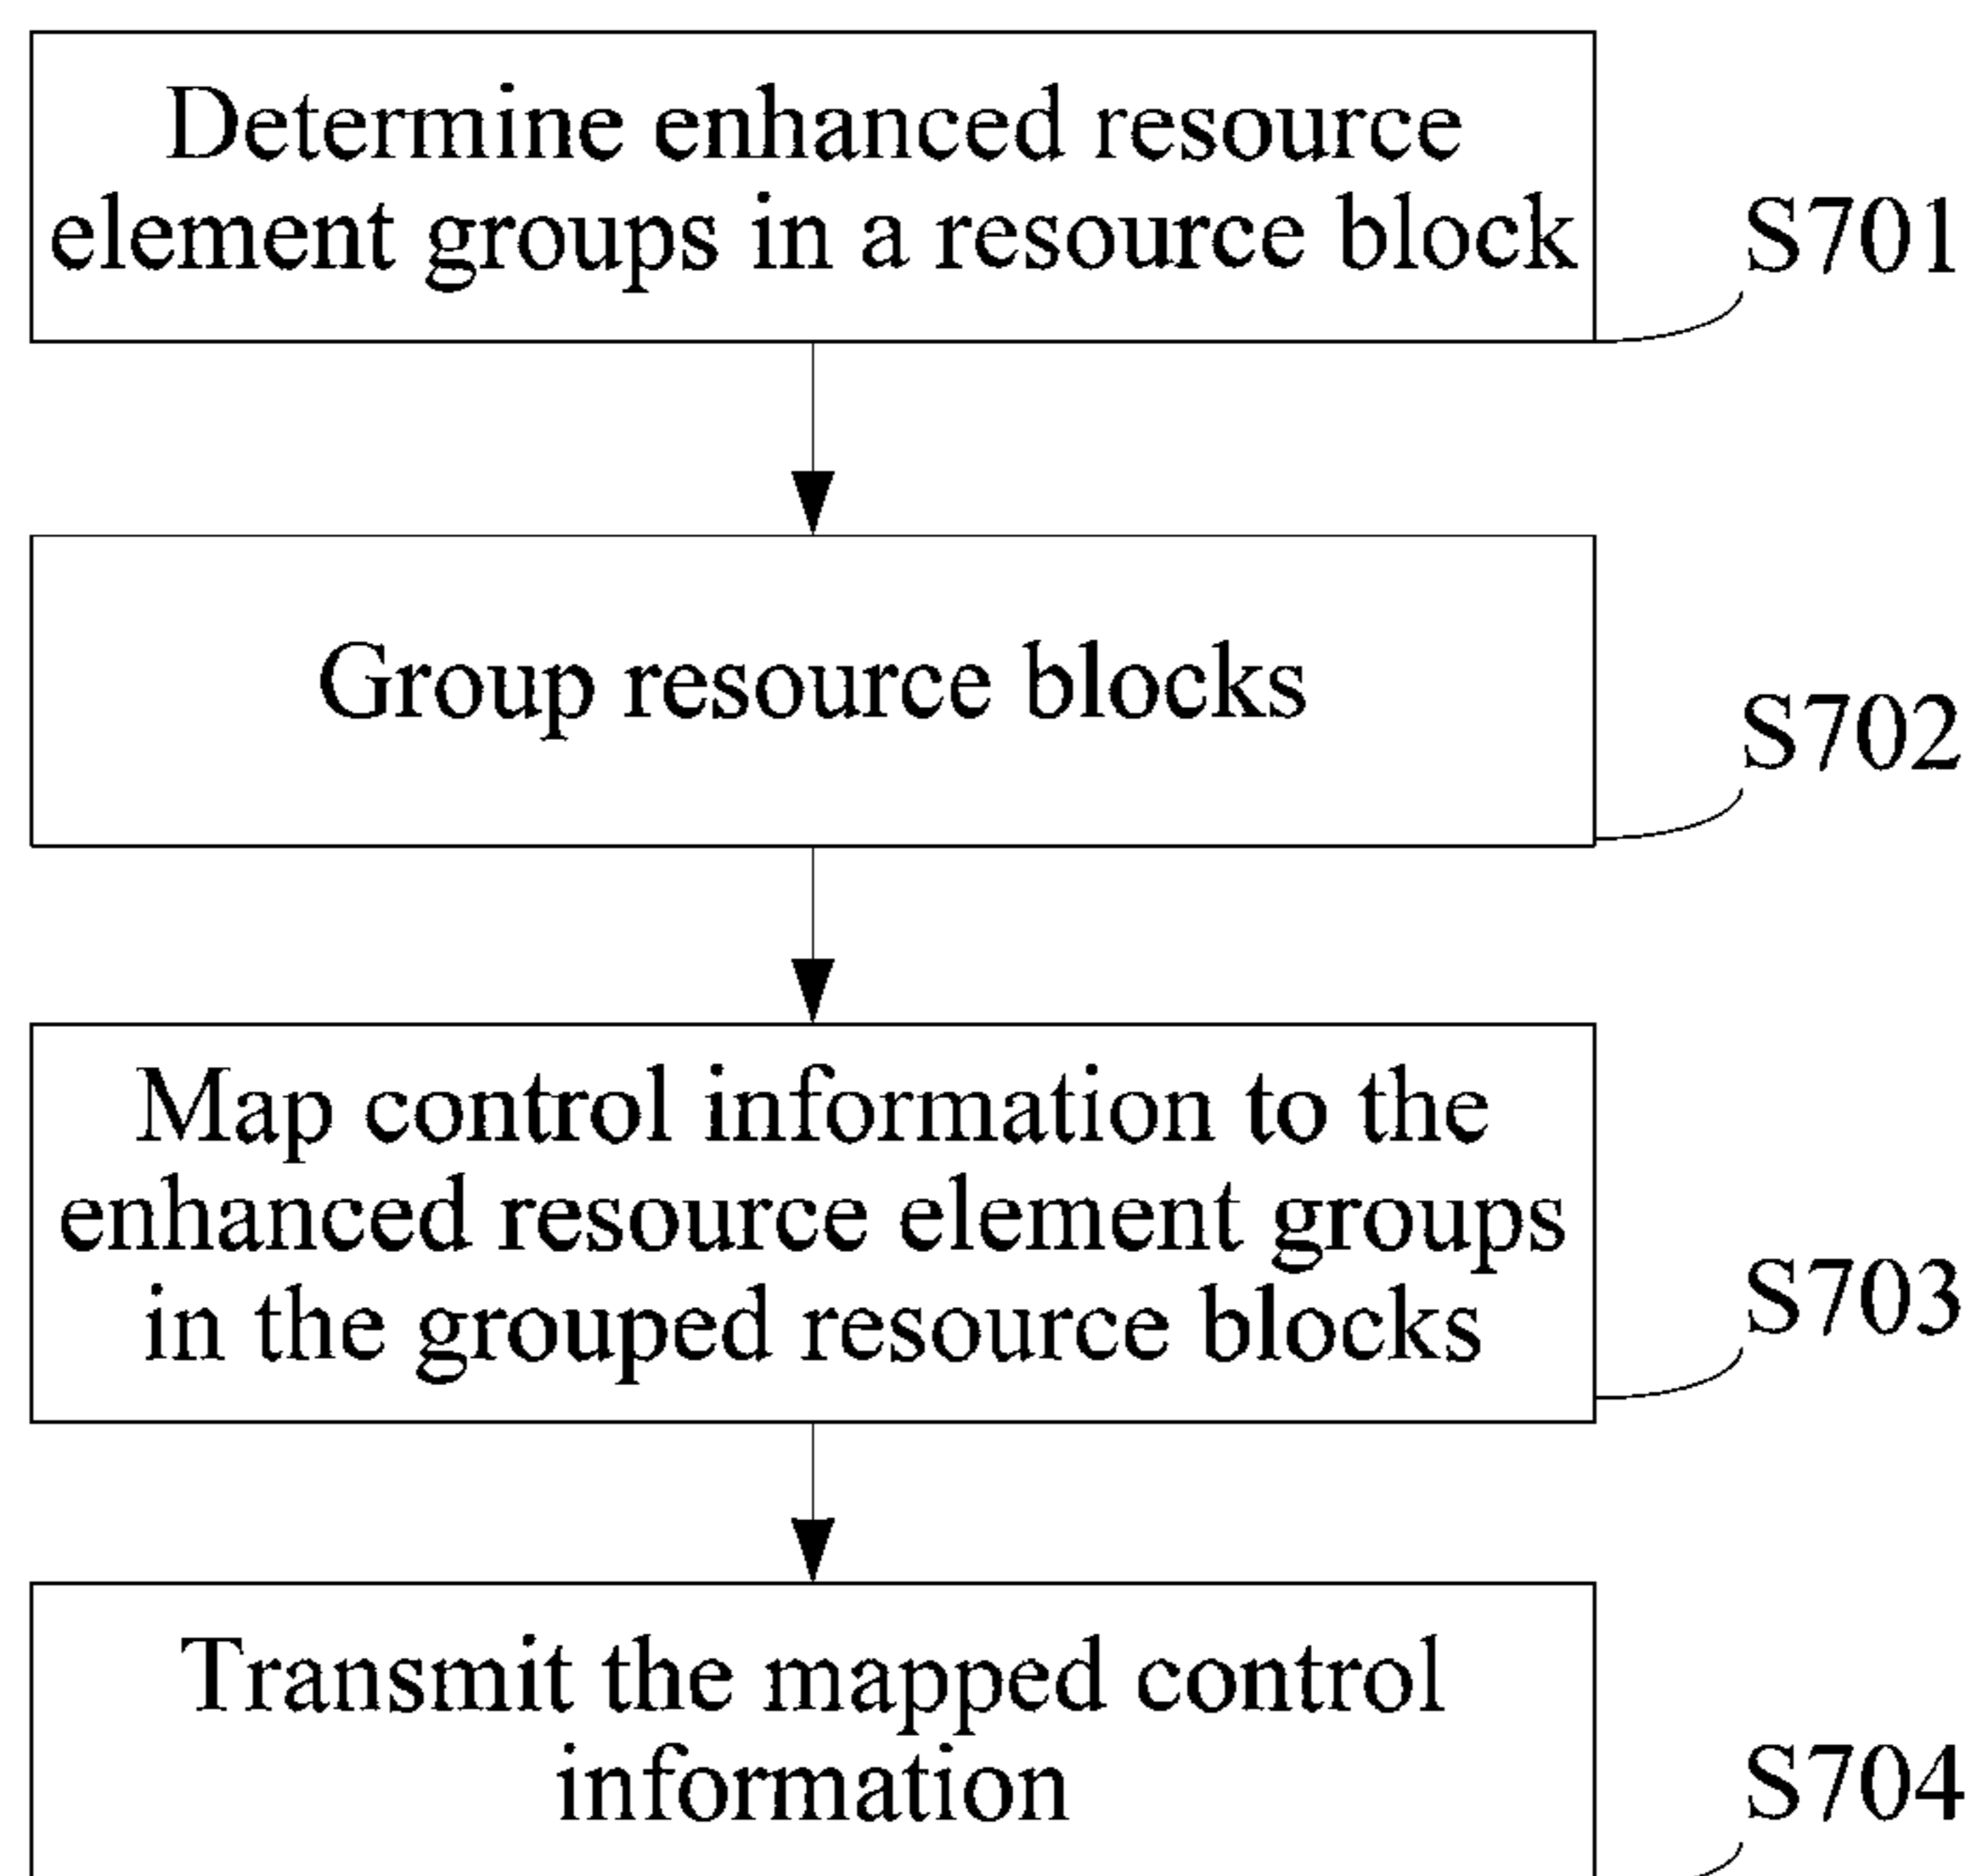 Determine enhanced resource
element groups in a resource block
S701
Group resource blocks
S702
Map control information to the
enhanced resource element groups
in the grouped resource blocks
S703
Transmit the mapped control
information
S704